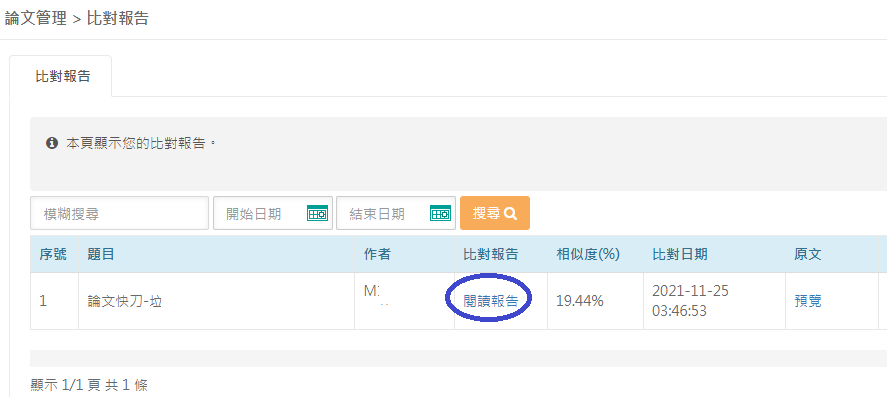 論文管理 > 比對報告
比對報告
本頁顯示您的比對報告。
模糊搜尋 開始日期 結束日期 搜尋
序號 題目 作者 比對報告 相似度(%) 比對日期 原文
1 論文快刀-垃 閱讀報告 19.44% 2021-11-25 預覽
03:46:53
顯示 1/1 頁 共 1 條